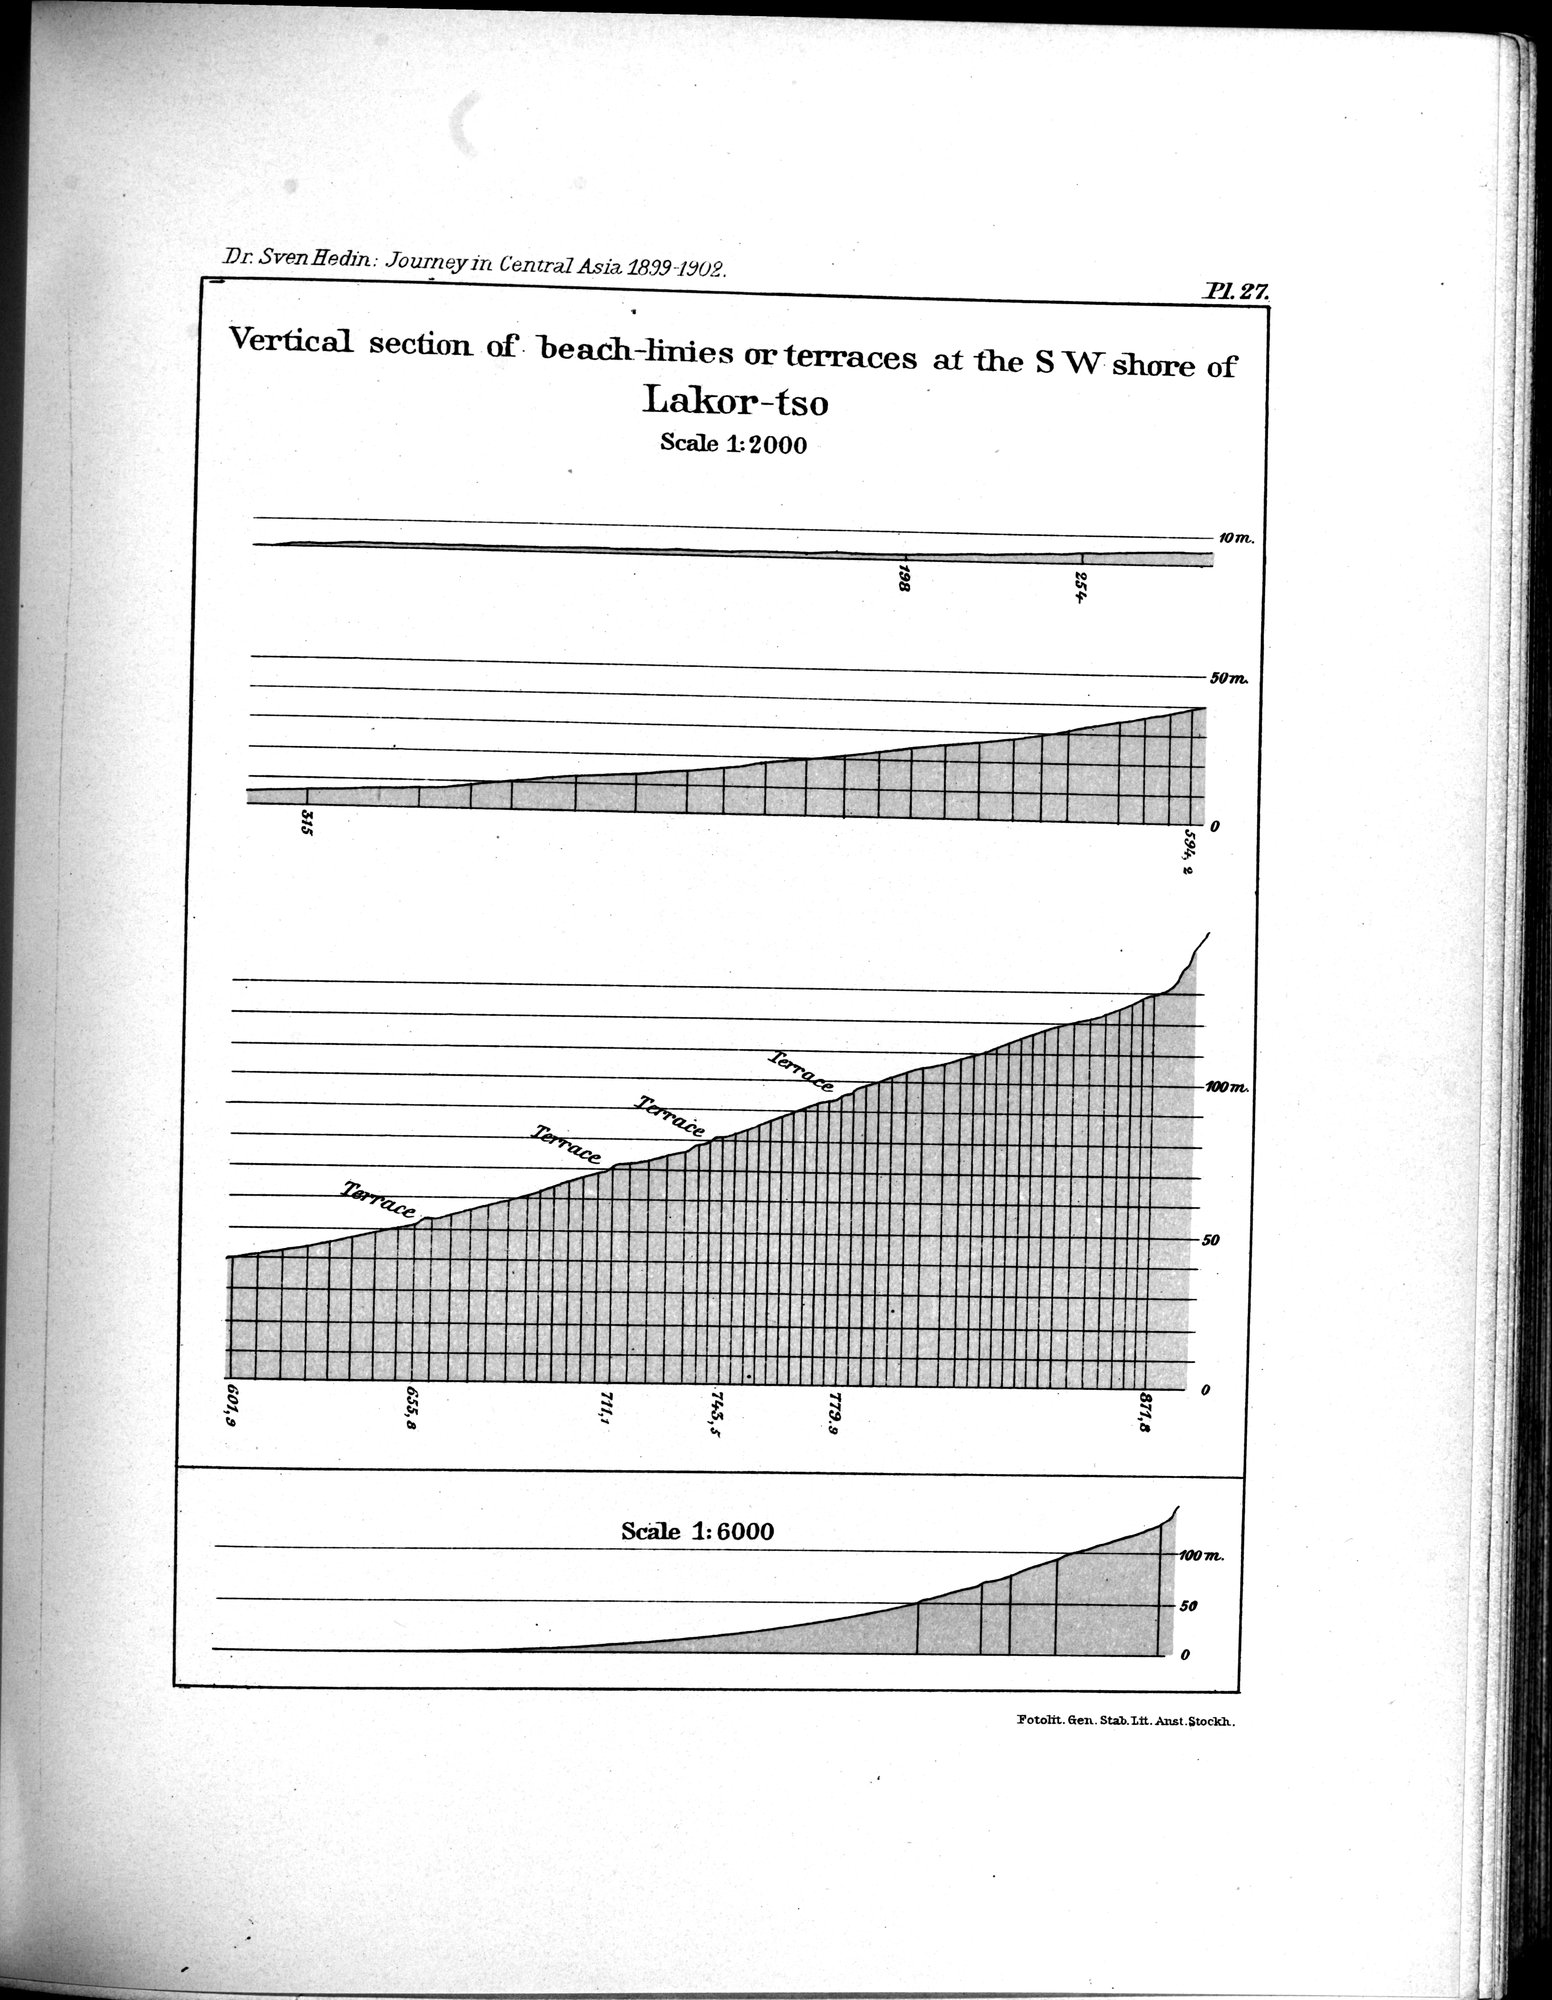 Dr. Sven Hedin: Journey in Central Asia 1899-1902.
Pl. 27.
Vertical section of beach-linies or terraces at the S W shore of
Lakor-tso
Scale 1:2000
10 m.
198
254
50 m.
315
0
594,2
Terrace
Terrace
Terrace
Terrace
100 m.
50
0
601,9
655,8
711,1
745,5
779.9
871,8
Scale 1:6000
100 m.
50
0
Fotolit. Gen. Stab. Lit. Anst. Stockh.